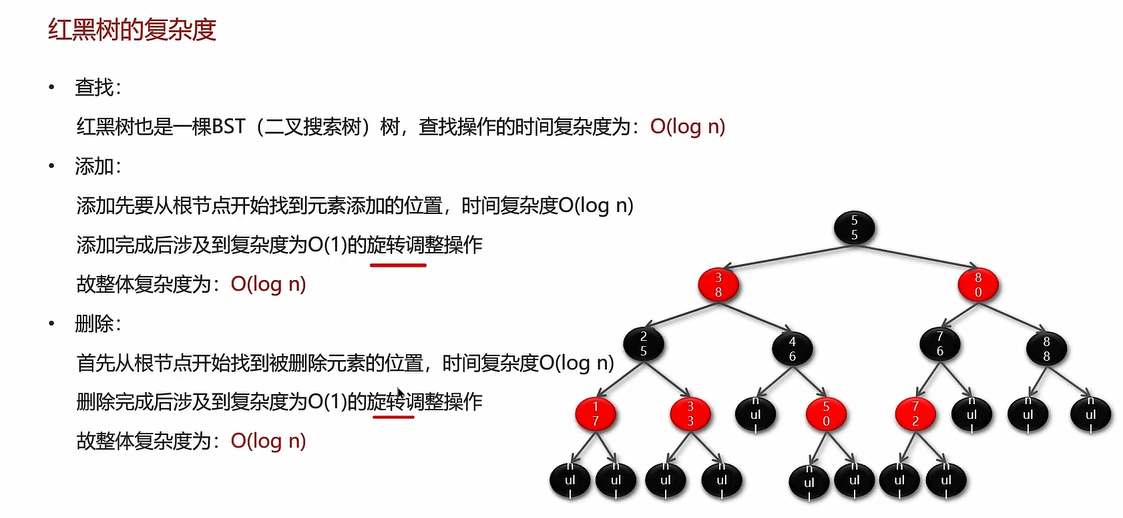 红黑树的复杂度
• 查找：
红黑树也是一棵BST（二叉搜索树）树，查找操作的时间复杂度为：O(log n)
• 添加：
添加先要从根节点开始找到元素添加的位置，时间复杂度O(log n)
添加完成后涉及到复杂度为O(1)的旋转调整操作
故整体复杂度为：O(log n)
• 删除：
首先从根节点开始找到被删除元素的位置，时间复杂度O(log n)
删除完成后涉及到复杂度为O(1)的旋转调整操作
故整体复杂度为：O(log n)
55
38 80
25 46 76 88
17 33 null 50 72 null null null
null null null null null null null null